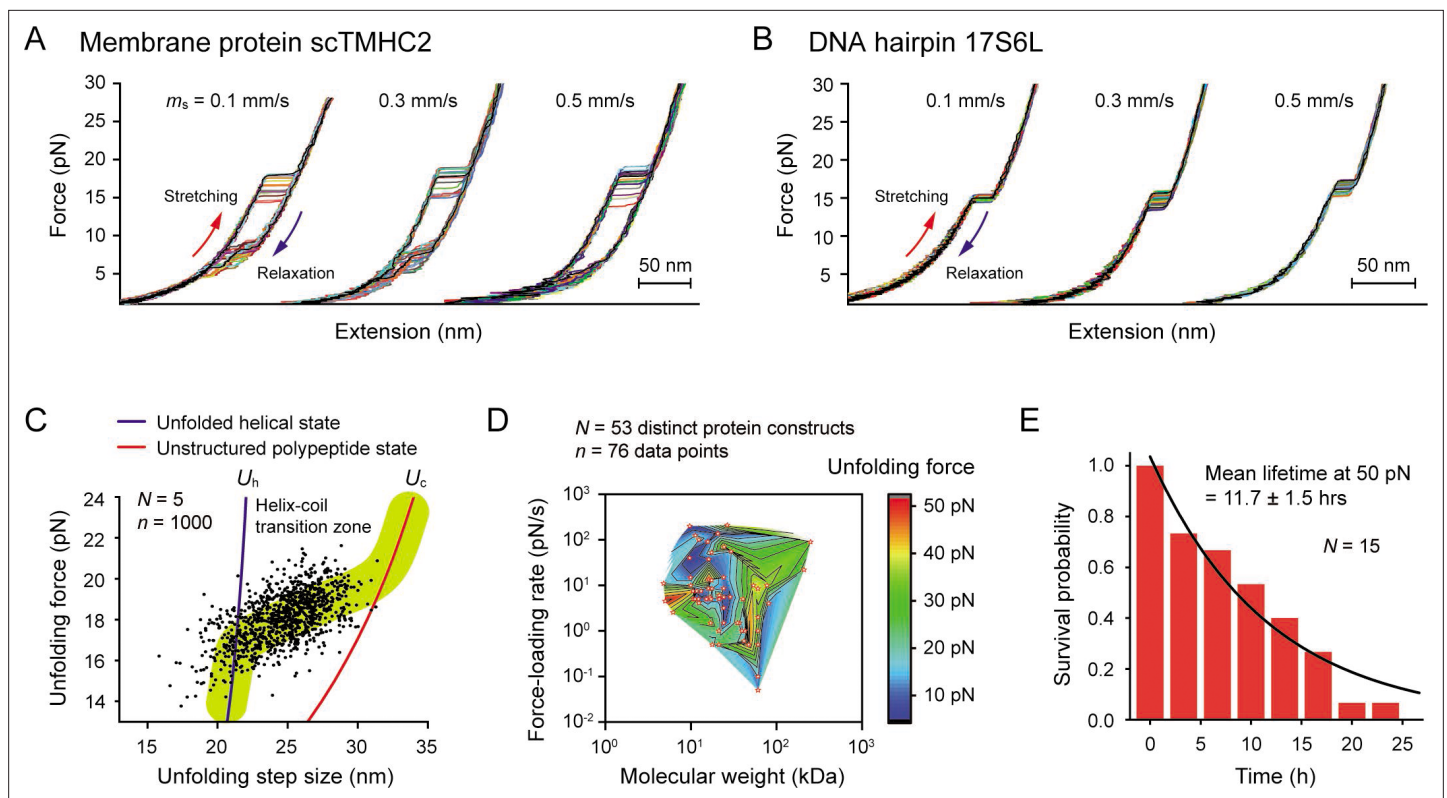 A Membrane protein scTMHC2
30
25
20
15
10
5
Force (pN)
mₛ = 0.1 mm/s
0.3 mm/s
0.5 mm/s
Stretching
Relaxation
50 nm
Extension (nm)
B DNA hairpin 17S6L
30
25
20
15
10
5
Force (pN)
0.1 mm/s
0.3 mm/s
0.5 mm/s
Stretching
Relaxation
50 nm
Extension (nm)
C
Unfolded helical state
Unstructured polypeptide state
Uₕ
U_c
N = 5
n = 1000
Helix-coil
transition zone
24
22
20
18
16
14
Unfolding force (pN)
15 20 25 30 35
Unfolding step size (nm)
D
N = 53 distinct protein constructs
n = 76 data points
Unfolding force
50 pN
40 pN
30 pN
20 pN
10 pN
10³
10²
10¹
10⁰
10⁻¹
10⁻²
Force-loading rate (pN/s)
10⁰ 10¹ 10² 10³
Molecular weight (kDa)
E
Mean lifetime at 50 pN
= 11.7 ± 1.5 hrs
N = 15
1.0
0.8
0.6
0.4
0.2
0.0
Survival probability
0 5 10 15 20 25
Time (h)